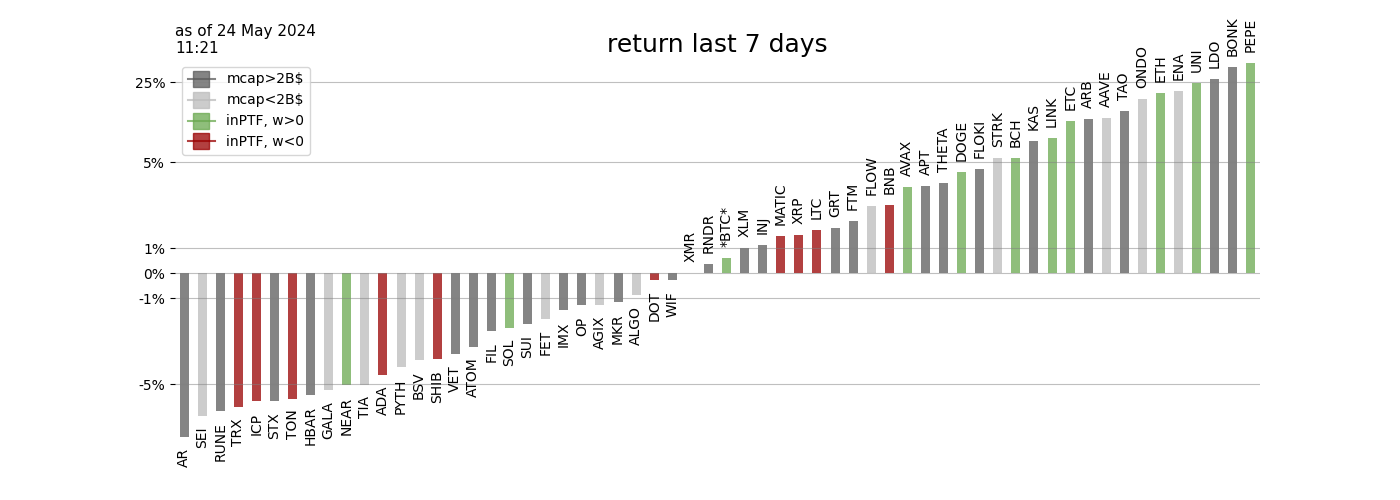 as of 24 May 2024
11:21
return last 7 days
mcap>2B$
mcap<2B$
inPTF, w>0
inPTF, w<0
25%
5%
1%
0%
-1%
-5%
AR
SEI
RUNE
TRX
ICP
STX
TON
HBAR
GALA
NEAR
TIA
ADA
PYTH
BSV
SHIB
VET
ATOM
FIL
SOL
SUI
FET
IMX
OP
AGIX
MKR
ALGO
DOT
WIF
XMR
RNDR
*BTC*
XLM
INJ
MATIC
XRP
LTC
GRT
FTM
FLOW
BNB
AVAX
APT
THETA
DOGE
FLOKI
STRK
BCH
KAS
LINK
ETC
ARB
AAVE
TAO
ONDO
ETH
ENA
UNI
LDO
BONK
PEPE